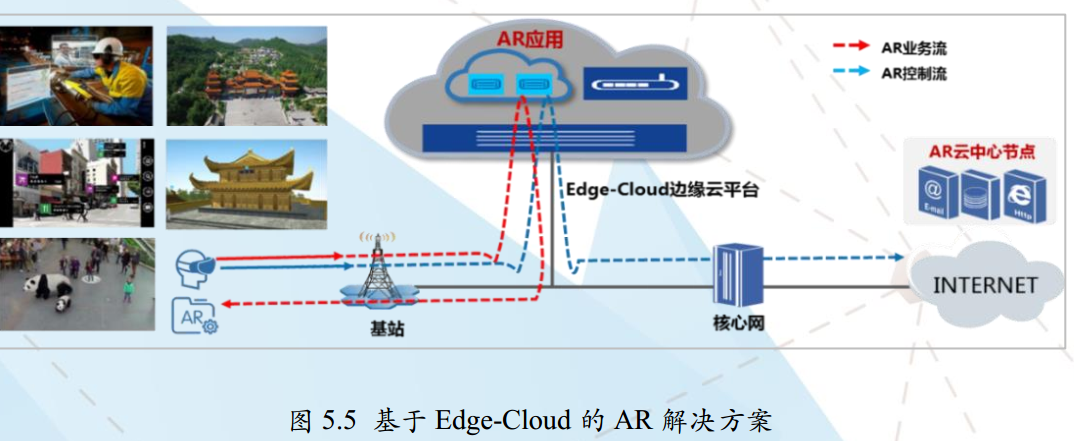 AR应用
AR业务流
AR控制流
AR云中心节点
E-mail
Http
Edge-Cloud边缘云平台
INTERNET
AR
基站
核心网
图 5.5 基于 Edge-Cloud 的 AR 解决方案